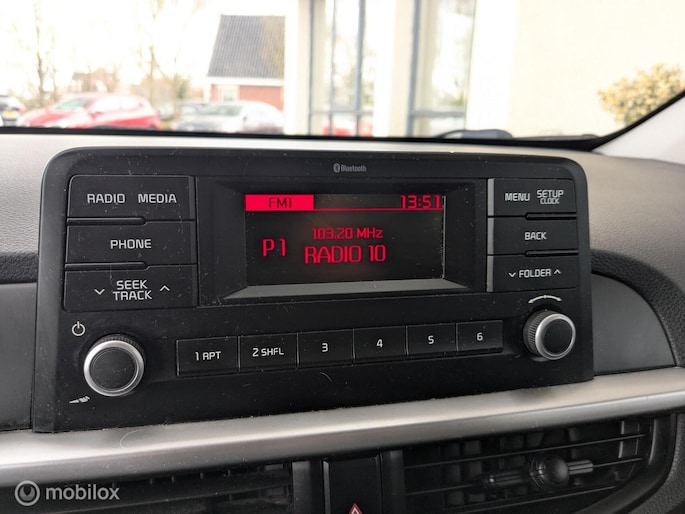 Bluetooth
RADIO MEDIA
PHONE
SEEK
TRACK
FM1 13:51
103.20 MHz
P1 RADIO 10
MENU SETUP
CLOCK
BACK
FOLDER
1 APT 2 SHFL 3 4 5 6
mobilox